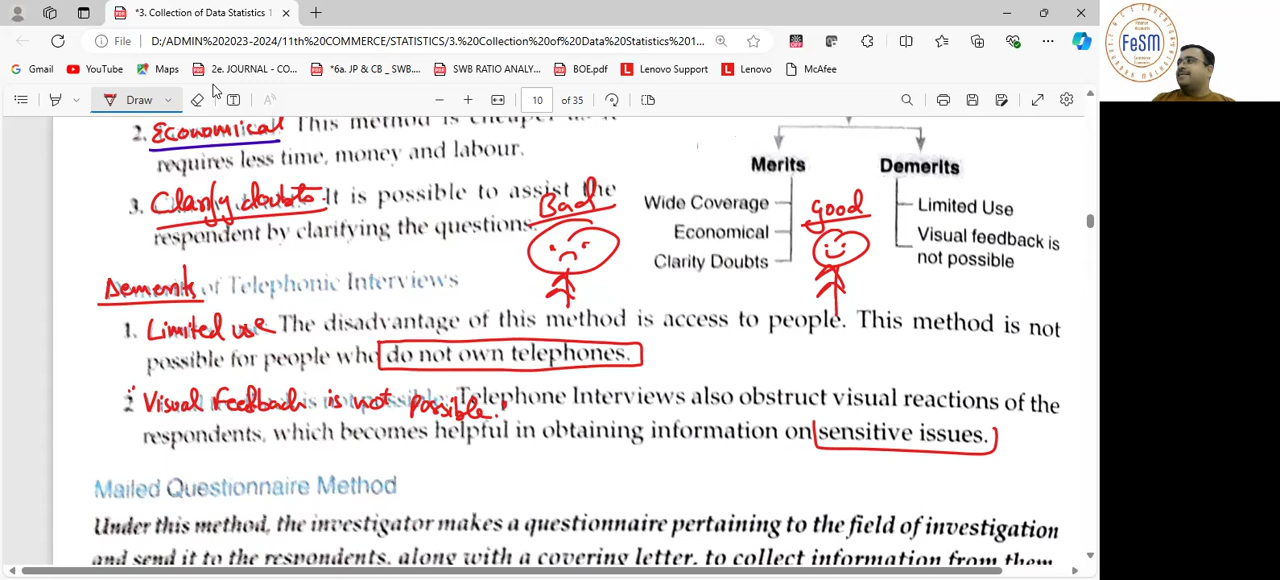 *3. Collection of Data Statistics 1
File D:/ADMIN%202023-2024/11th%20COMMERCE/STATISTICS/3.%20Collection%20of%20Data%20Statistics%201...
Gmail YouTube Maps 2e. JOURNAL - CO... *6a. JP & CB _ SWB.... SWB RATIO ANALY... BOE.pdf Lenovo Support Lenovo McAfee
Draw 10 of 35
FeSM
2. Economical This method is cheaper as it
requires less time, money and labour.
3. Clarify doubts It is possible to assist the
respondent by clarifying the questions.
Bad
Merits
Wide Coverage
Economical
Clarity Doubts
good
Demerits
Limited Use
Visual feedback is
not possible
Demerits of Telephonic Interviews
1. Limited use The disadvantage of this method is access to people. This method is not
possible for people who do not own telephones.
2 Visual feedback is not possible. Telephone Interviews also obstruct visual reactions of the
respondents, which becomes helpful in obtaining information on sensitive issues.
Mailed Questionnaire Method
Under this method, the investigator makes a questionnaire pertaining to the field of investigation
and send it to the respondents, along with a covering letter, to collect information from them